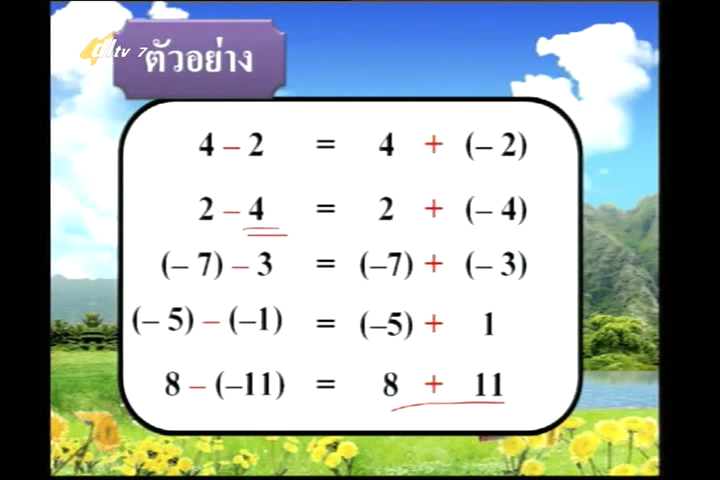 dltv 7
ตัวอย่าง
4 – 2 = 4 + (– 2)
2 – 4 = 2 + (– 4)
(– 7) – 3 = (–7) + (– 3)
(– 5) – (–1) = (–5) + 1
8 – (–11) = 8 + 11